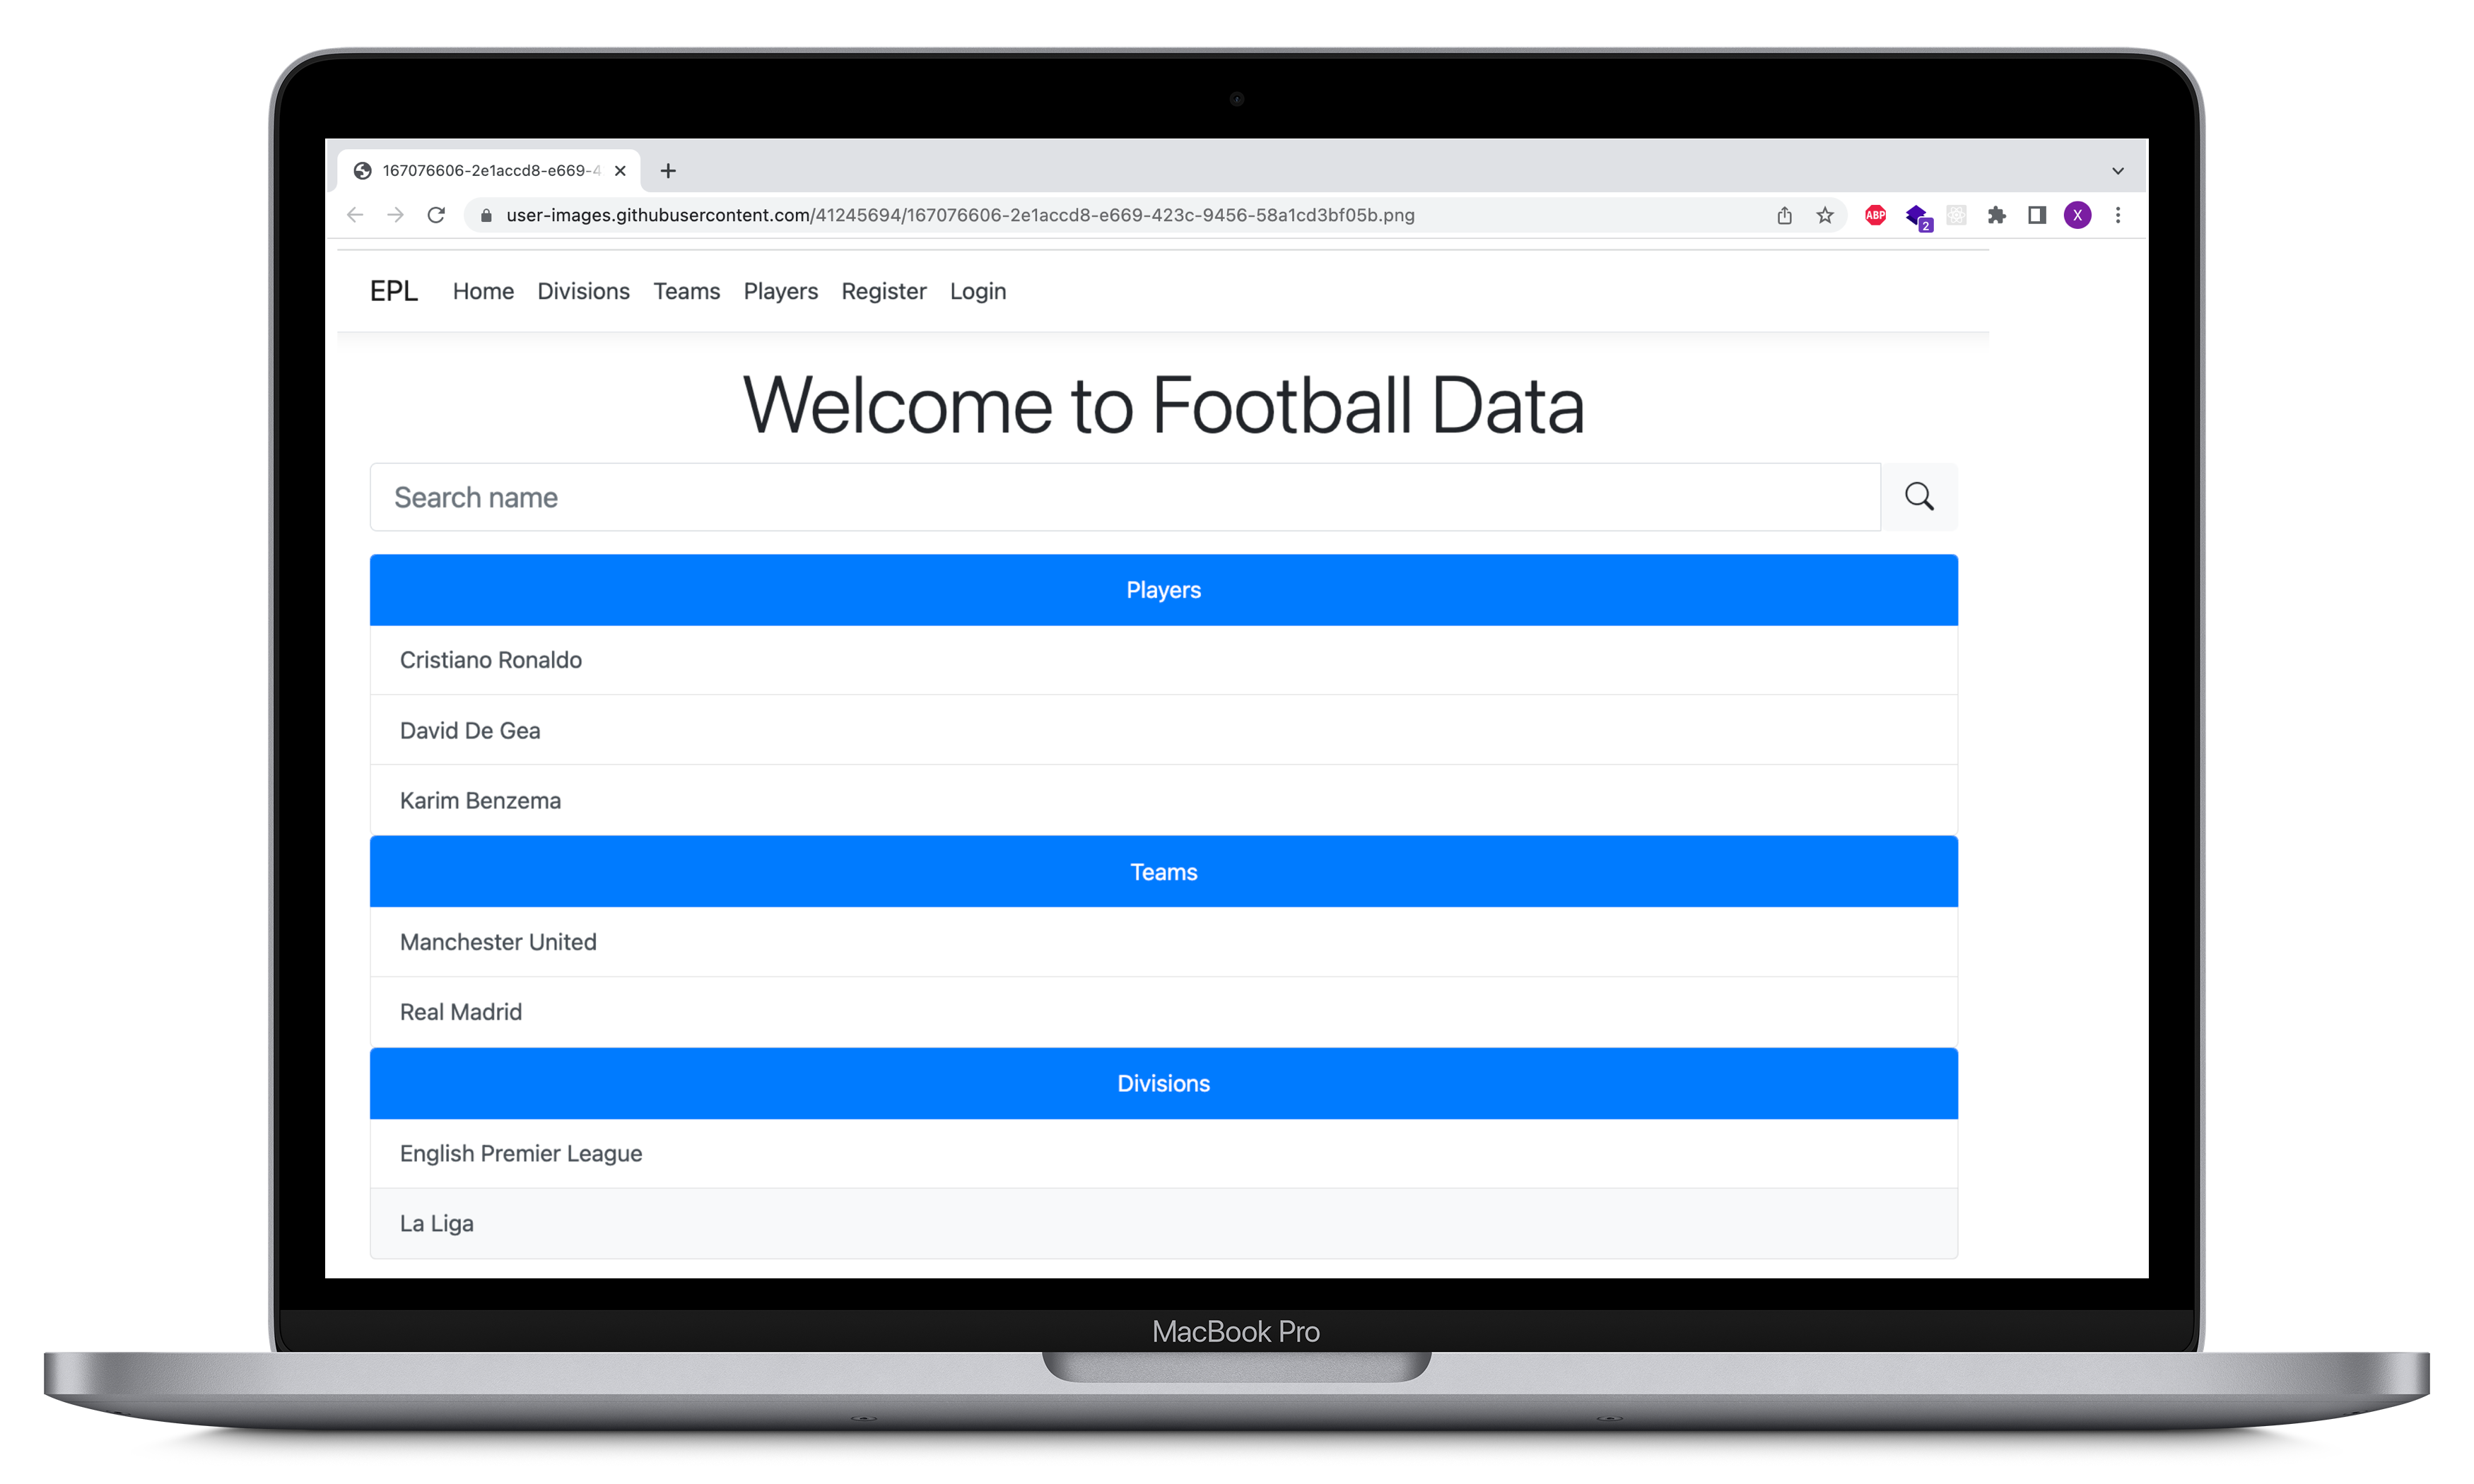 167076606-2e1accd8-e669-4
user-images.githubusercontent.com/41245694/167076606-2e1accd8-e669-423c-9456-58a1cd3bf05b.png
ABP
2
X
EPL Home Divisions Teams Players Register Login
Welcome to Football Data
Search name
Players
Cristiano Ronaldo
David De Gea
Karim Benzema
Teams
Manchester United
Real Madrid
Divisions
English Premier League
La Liga
MacBook Pro